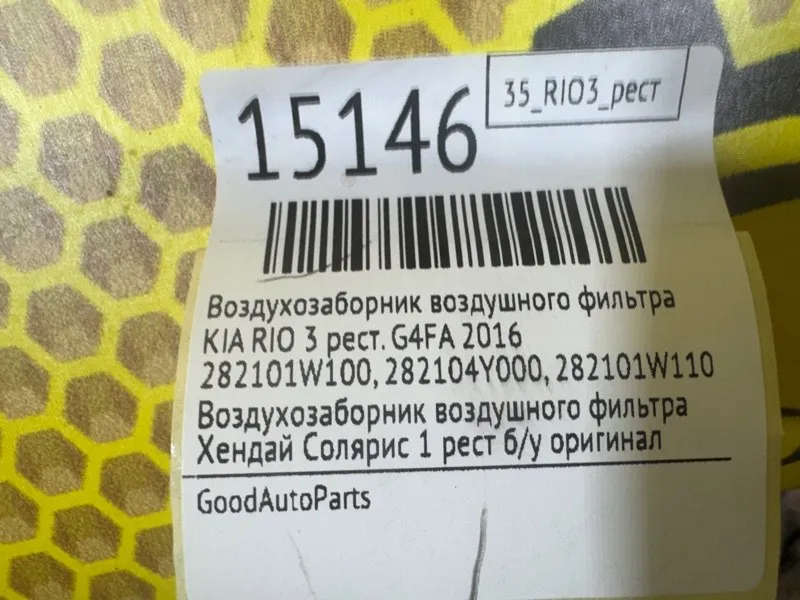 15146
35_RIO3_рест
Воздухозаборник воздушного фильтра
KIA RIO 3 рест. G4FA 2016
282101W100, 282104Y000, 282101W110
Воздухозаборник воздушного фильтра
Хендай Солярис 1 рест б/у оригинал
GoodAutoParts